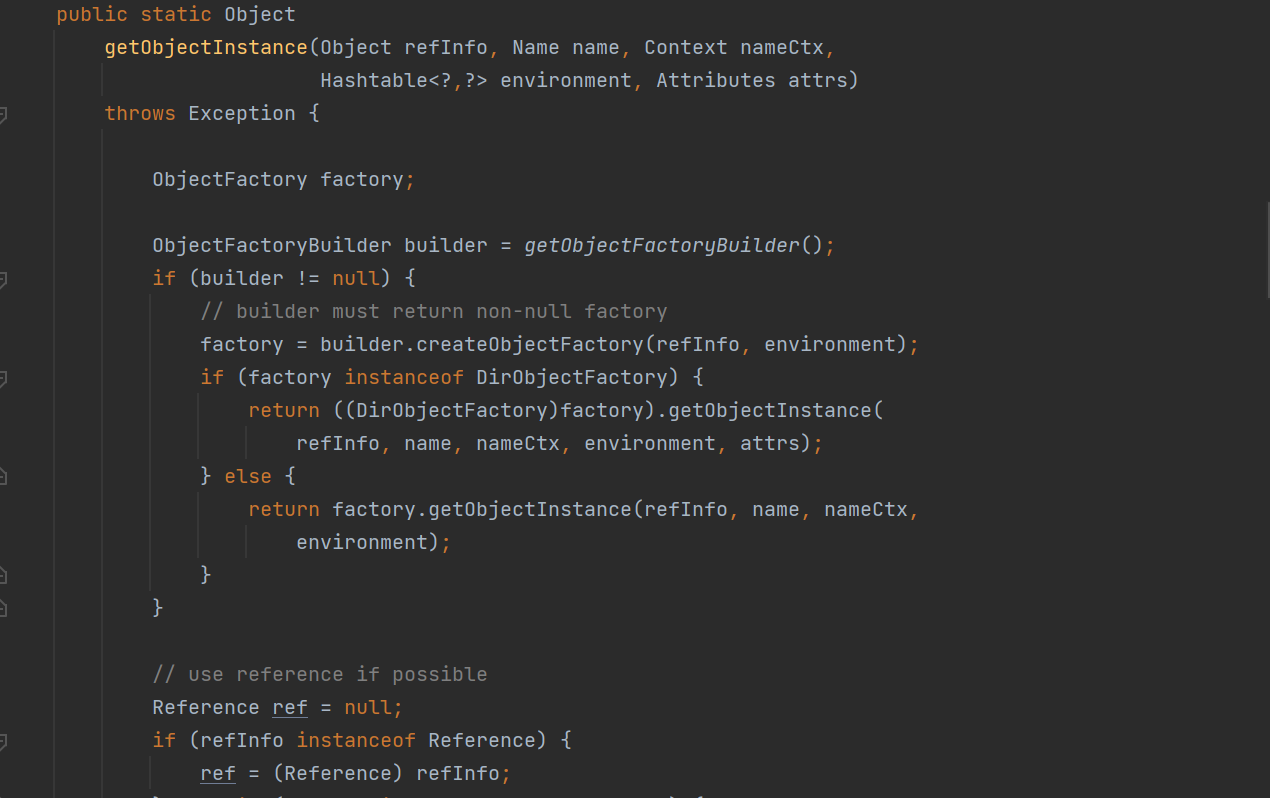 public static Object
getObjectInstance(Object refInfo, Name name, Context nameCtx,
Hashtable<?,?> environment, Attributes attrs)
throws Exception {
ObjectFactory factory;
ObjectFactoryBuilder builder = getObjectFactoryBuilder();
if (builder != null) {
// builder must return non-null factory
factory = builder.createObjectFactory(refInfo, environment);
if (factory instanceof DirObjectFactory) {
return ((DirObjectFactory)factory).getObjectInstance(
refInfo, name, nameCtx, environment, attrs);
} else {
return factory.getObjectInstance(refInfo, name, nameCtx,
environment);
}
}
// use reference if possible
Reference ref = null;
if (refInfo instanceof Reference) {
ref = (Reference) refInfo;